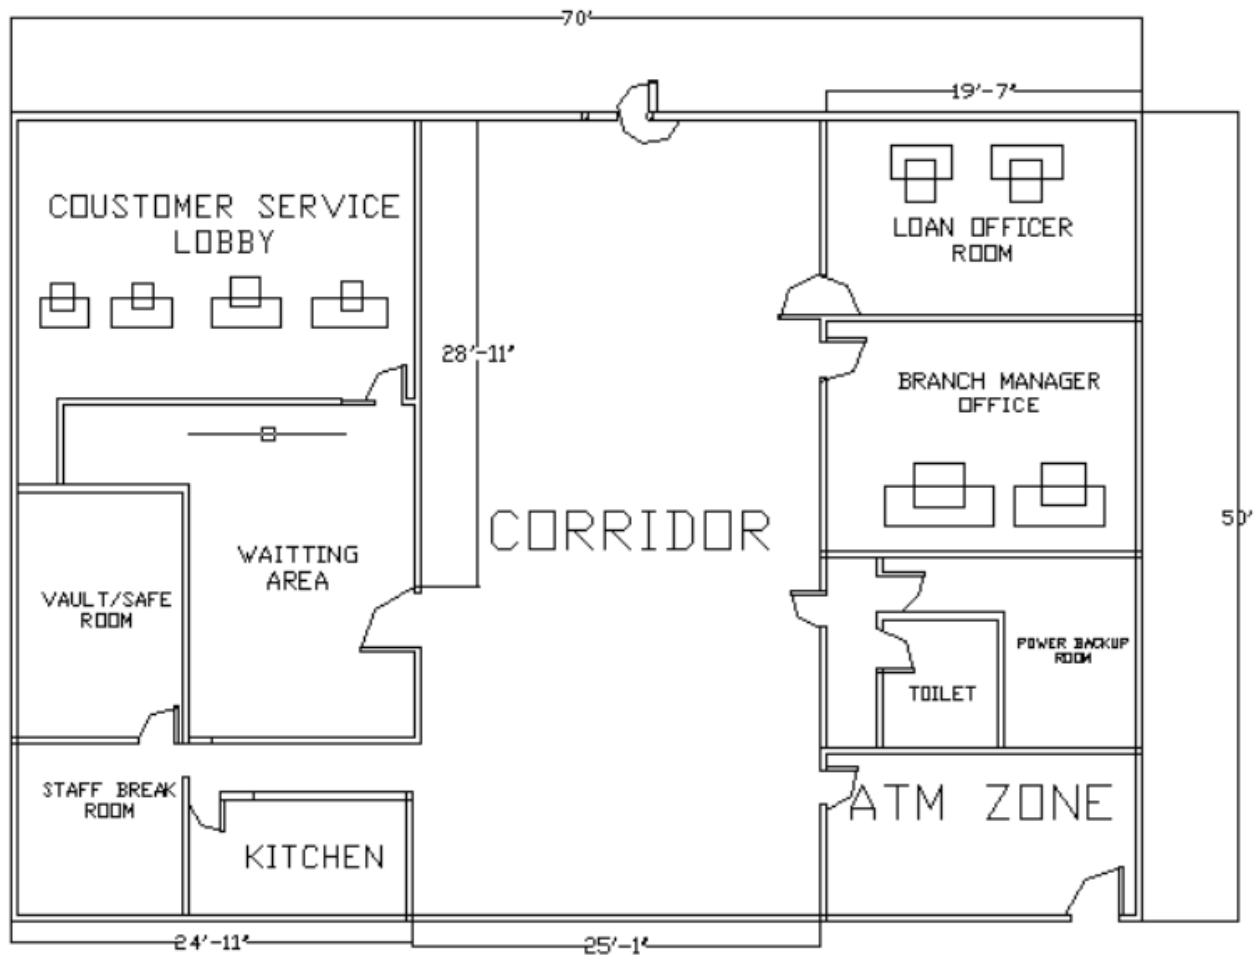 70'
19'-7"
COUSTOMER SERVICE
LOBBY
LOAN OFFICER
ROOM
28'-11"
BRANCH MANAGER
OFFICE
CORRIDOR
50'
WAITTING
AREA
VAULT/SAFE
ROOM
POWER BACKUP
ROOM
TOILET
STAFF BREAK
ROOM
ATM ZONE
KITCHEN
24'-11"
25'-1"